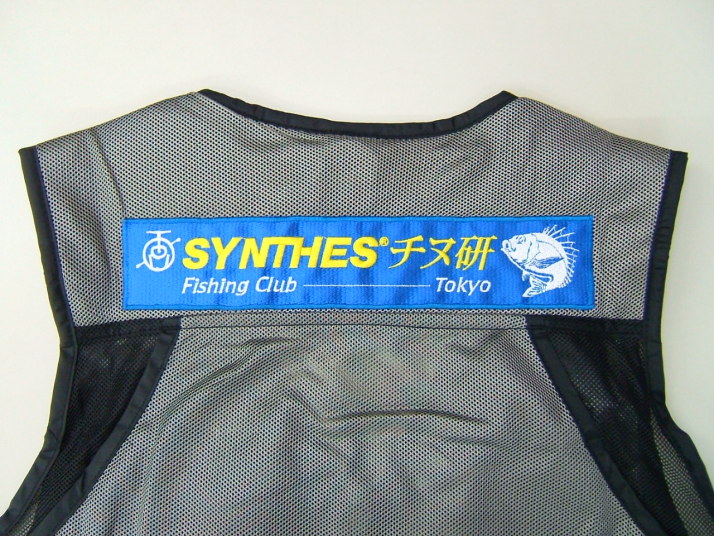 SYNTHES® チヌ研
Fishing Club Tokyo